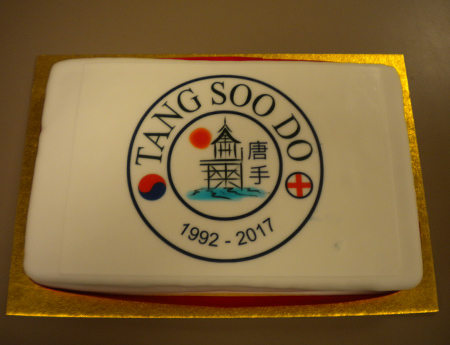 TANG SOO DO
唐手
1992 - 2017